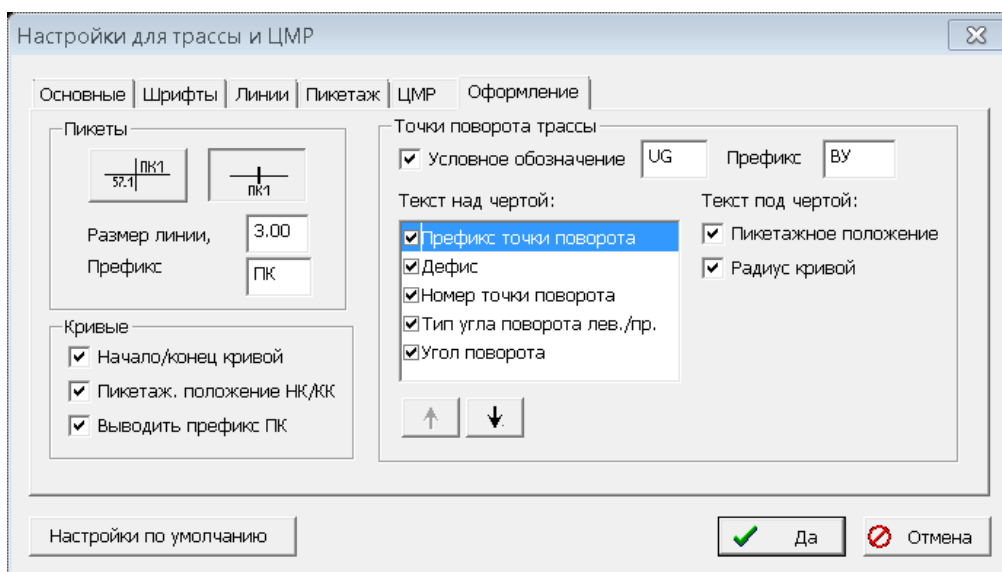 Настройки для трассы и ЦМР
Основные Шрифты Линии Пикетаж ЦМР Оформление
Пикеты
57.1 ПК1
ПК1
Размер линии, 3.00
Префикс ПК
Кривые
Начало/конец кривой
Пикетаж. положение НК/КК
Выводить префикс ПК
Точки поворота трассы
Условное обозначение UG Префикс ВУ
Текст над чертой:
Префикс точки поворота
Дефис
Номер точки поворота
Тип угла поворота лев./пр.
Угол поворота
Текст под чертой:
Пикетажное положение
Радиус кривой
Настройки по умолчанию
Да
Отмена